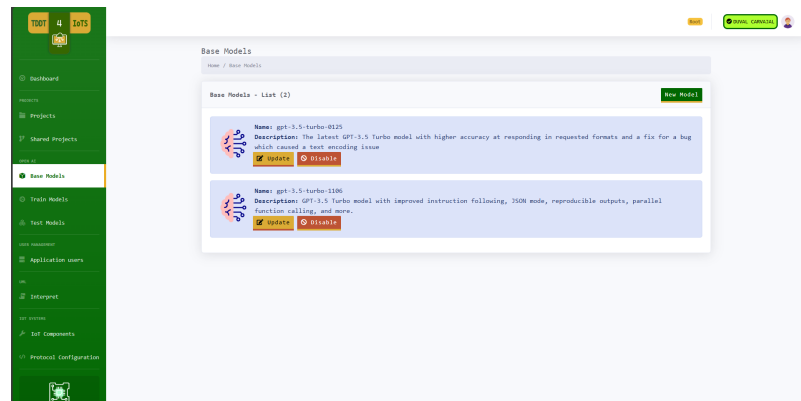 TDDT 4 IoTS
Root
DUVAL CARVAJAL
Dashboard
PROJECTS
Projects
Shared Projects
OPEN AI
Base Models
Train Models
Test Models
USER MANAGEMENT
Application users
UML
Interpret
IOT SYSTEMS
IoT Components
Protocol Configuration
Base Models
Home / Base Models
Base Models - List (2)
New Model
Name: gpt-3.5-turbo-0125
Description: The latest GPT-3.5 Turbo model with higher accuracy at responding in requested formats and a fix for a bug
which caused a text encoding issue
Update
Disable
Name: gpt-3.5-turbo-1106
Description: GPT-3.5 Turbo model with improved instruction following, JSON mode, reproducible outputs, parallel
function calling, and more.
Update
Disable